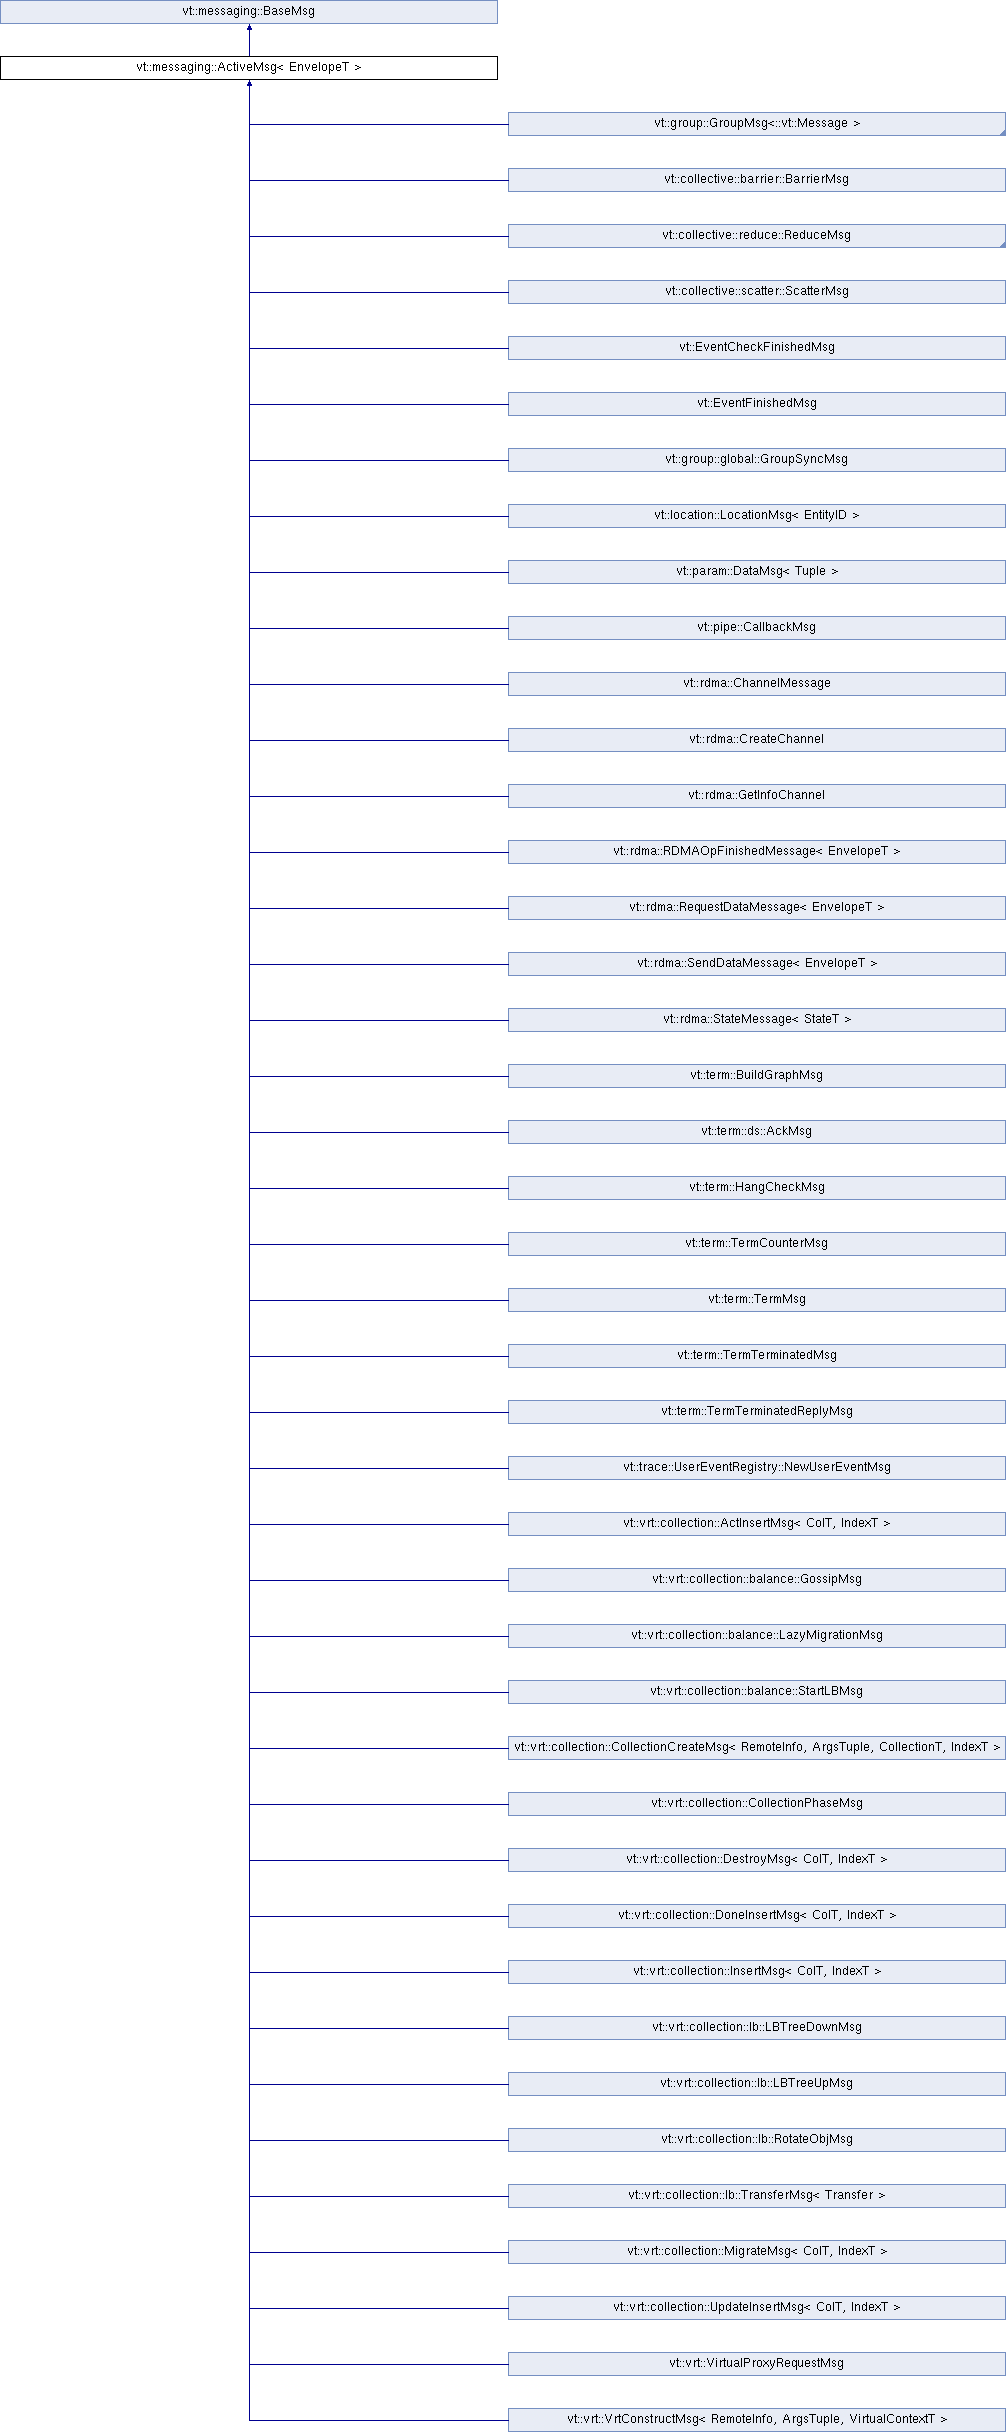 vt::messaging::BaseMsg
vt::messaging::ActiveMsg< EnvelopeT >
vt::group::GroupMsg<::vt::Message >
vt::collective::barrier::BarrierMsg
vt::collective::reduce::ReduceMsg
vt::collective::scatter::ScatterMsg
vt::EventCheckFinishedMsg
vt::EventFinishedMsg
vt::group::global::GroupSyncMsg
vt::location::LocationMsg< EntityID >
vt::param::DataMsg< Tuple >
vt::pipe::CallbackMsg
vt::rdma::ChannelMessage
vt::rdma::CreateChannel
vt::rdma::GetInfoChannel
vt::rdma::RDMAOpFinishedMessage< EnvelopeT >
vt::rdma::RequestDataMessage< EnvelopeT >
vt::rdma::SendDataMessage< EnvelopeT >
vt::rdma::StateMessage< StateT >
vt::term::BuildGraphMsg
vt::term::ds::AckMsg
vt::term::HangCheckMsg
vt::term::TermCounterMsg
vt::term::TermMsg
vt::term::TermTerminatedMsg
vt::term::TermTerminatedReplyMsg
vt::trace::UserEventRegistry::NewUserEventMsg
vt::vrt::collection::ActInsertMsg< ColT, IndexT >
vt::vrt::collection::balance::GossipMsg
vt::vrt::collection::balance::LazyMigrationMsg
vt::vrt::collection::balance::StartLBMsg
vt::vrt::collection::CollectionCreateMsg< RemoteInfo, ArgsTuple, CollectionT, IndexT >
vt::vrt::collection::CollectionPhaseMsg
vt::vrt::collection::DestroyMsg< ColT, IndexT >
vt::vrt::collection::DoneInsertMsg< ColT, IndexT >
vt::vrt::collection::InsertMsg< ColT, IndexT >
vt::vrt::collection::lb::LBTreeDownMsg
vt::vrt::collection::lb::LBTreeUpMsg
vt::vrt::collection::lb::RotateObjMsg
vt::vrt::collection::lb::TransferMsg< Transfer >
vt::vrt::collection::MigrateMsg< ColT, IndexT >
vt::vrt::collection::UpdateInsertMsg< ColT, IndexT >
vt::vrt::VirtualProxyRequestMsg
vt::vrt::VrtConstructMsg< RemoteInfo, ArgsTuple, VirtualContextT >